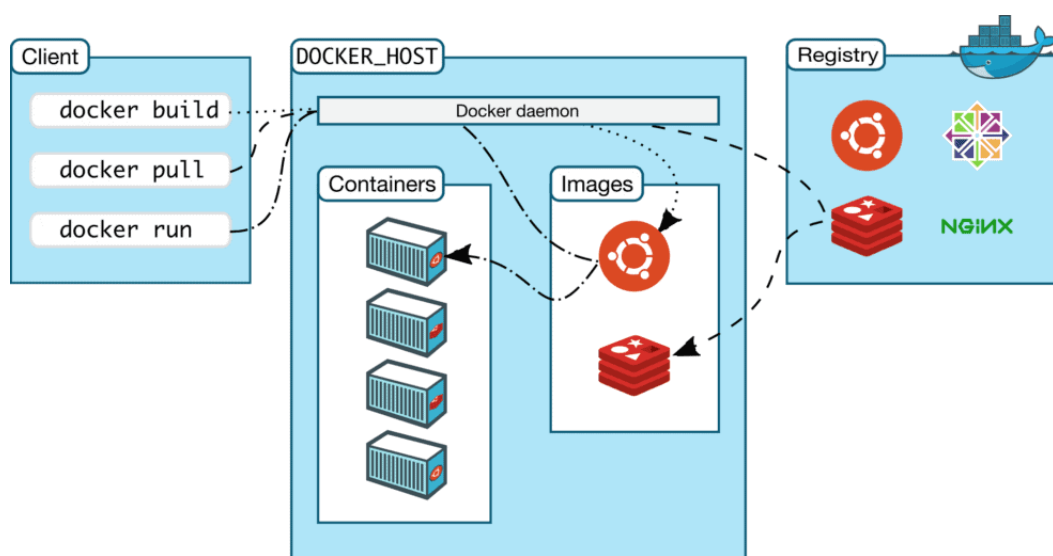 Client
docker build
docker pull
docker run
DOCKER_HOST
Docker daemon
Containers
Images
Registry
NGiNX